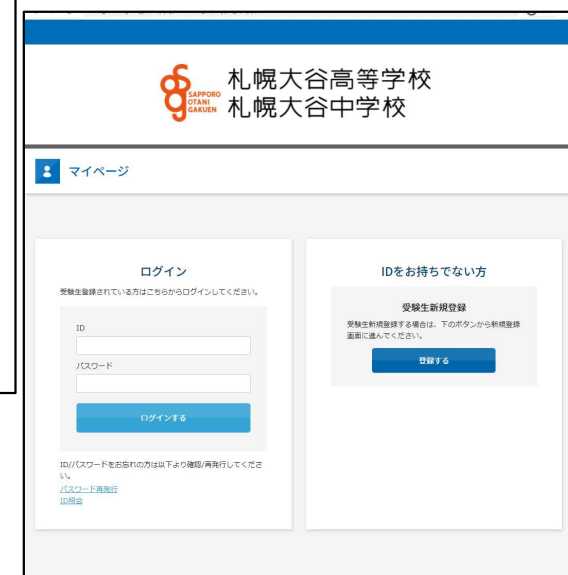 SAPPORO
OTANI
GAKUEN
札幌大谷高等学校
札幌大谷中学校
マイページ
ログイン
受験生登録されている方はこちらからログインしてください。
ID
パスワード
ログインする
ID/パスワードをお忘れの方は以下より確認/再発行してくださ
い。
パスワード再発行
ID照会
IDをお持ちでない方
受験生新規登録
受験生新規登録する場合は、下のボタンから新規登録
画面に進んでください。
登録する